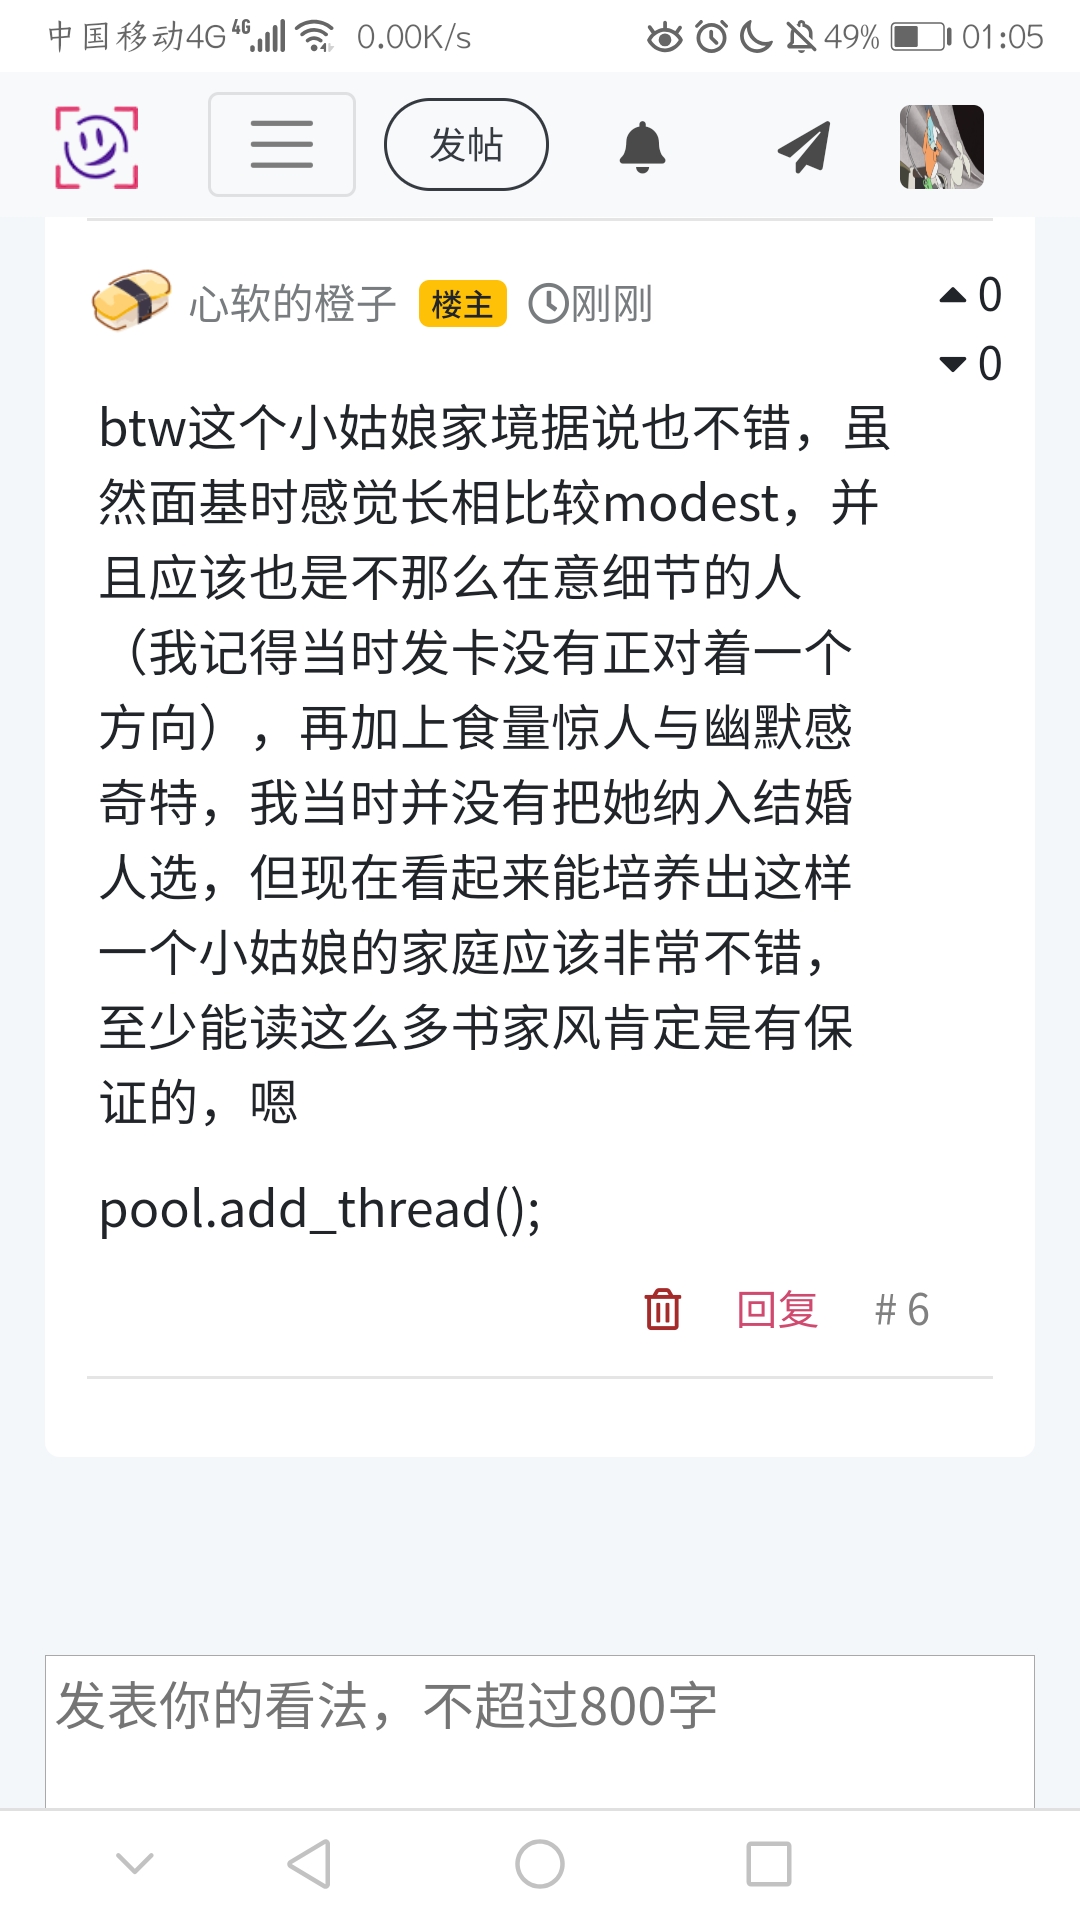 中国移动4G 4G 0.00K/s 49% 01:05
发帖
心软的橙子 楼主 刚刚 0
0
btw这个小姑娘家境据说也不错，虽
然面基时感觉长相比较modest，并
且应该也是不那么在意细节的人
（我记得当时发卡没有正对着一个
方向），再加上食量惊人与幽默感
奇特，我当时并没有把她纳入结婚
人选，但现在看起来能培养出这样
一个小姑娘的家庭应该非常不错，
至少能读这么多书家风肯定是有保
证的，嗯
pool.add_thread();
回复 # 6
发表你的看法，不超过800字